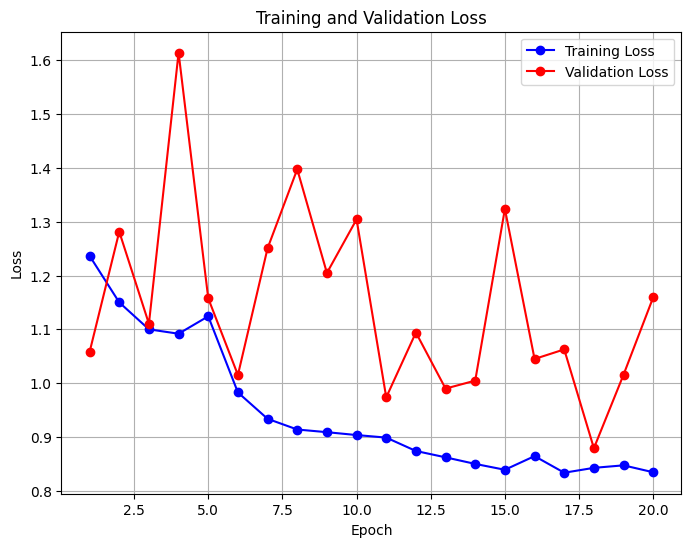 Training and Validation Loss
Training Loss
Validation Loss
1.6
1.5
1.4
1.3
1.2
1.1
1.0
0.9
0.8
Loss
2.5 5.0 7.5 10.0 12.5 15.0 17.5 20.0
Epoch